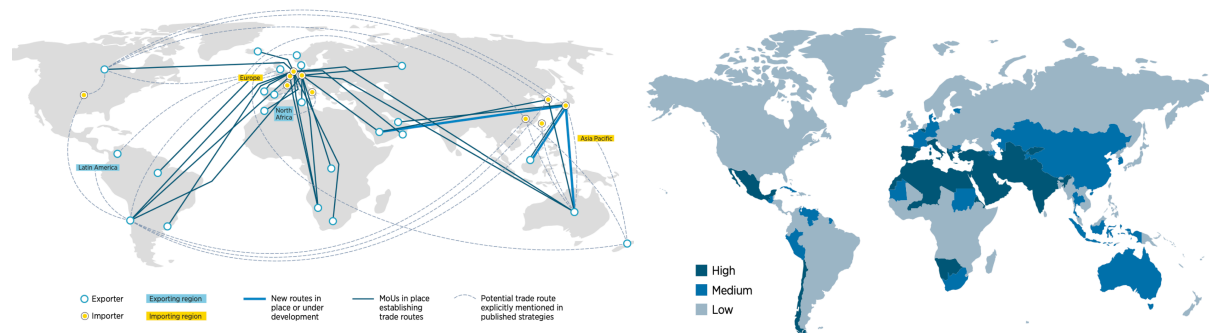 Europe
North
Africa
Asia Pacific
Latin America
Exporter
Exporting region
New routes in
place or under
development
MoUs in place
establishing
trade routes
Potential trade route
explicitly mentioned in
published strategies
Importer
Importing region
High
Medium
Low